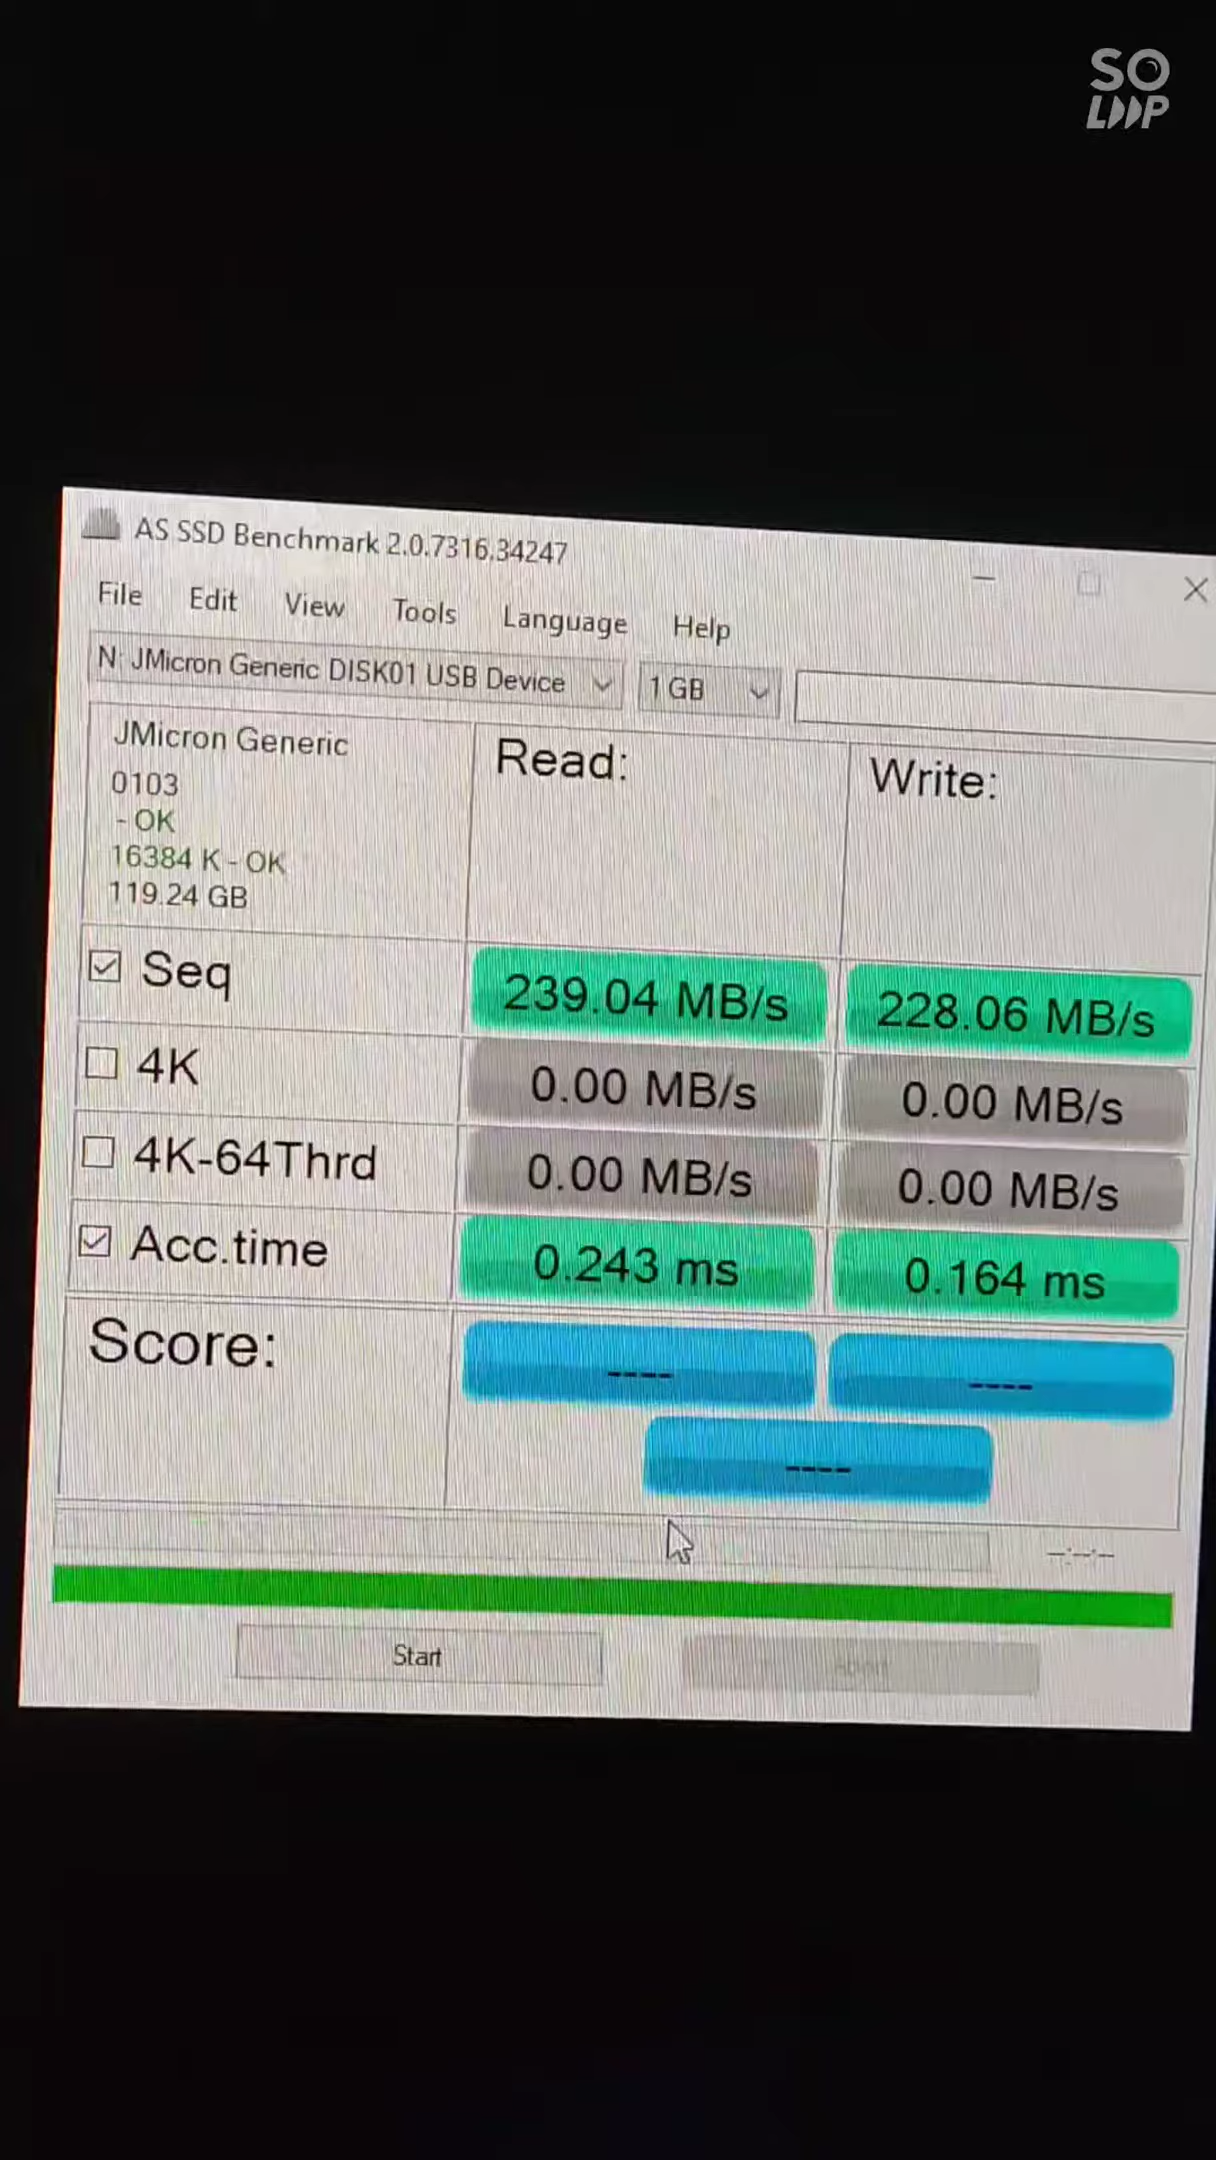 SO
LOOP
AS SSD Benchmark 2.0.7316.34247
File Edit View Tools Language Help
N: JMicron Generic DISK01 USB Device 1 GB
JMicron Generic
0103
- OK
16384 K - OK
119.24 GB
Read: Write:
Seq 239.04 MB/s 228.06 MB/s
4K 0.00 MB/s 0.00 MB/s
4K-64Thrd 0.00 MB/s 0.00 MB/s
Acc.time 0.243 ms 0.164 ms
Score: ---- ----
----
--:--:--
Start Abort